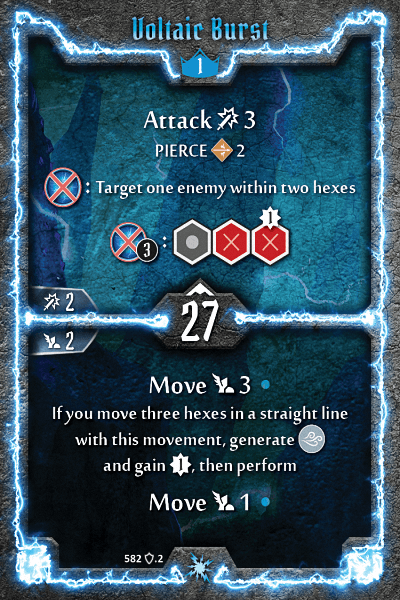 Voltaic Burst
1
Attack 3
PIERCE 2
: Target one enemy within two hexes
3 : 1
2
27
2
Move 3
If you move three hexes in a straight line
with this movement, generate
and gain 1, then perform
Move 1
582 .2